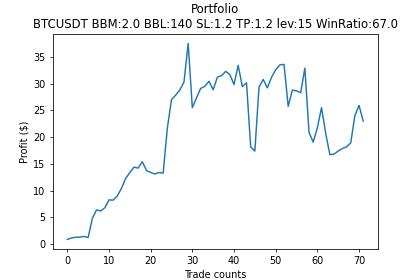 Portfolio
BTCUSDT BBM:2.0 BBL:140 SL:1.2 TP:1.2 lev:15 WinRatio:67.0
Profit ($)
35
30
25
20
15
10
5
0
0 10 20 30 40 50 60 70
Trade counts